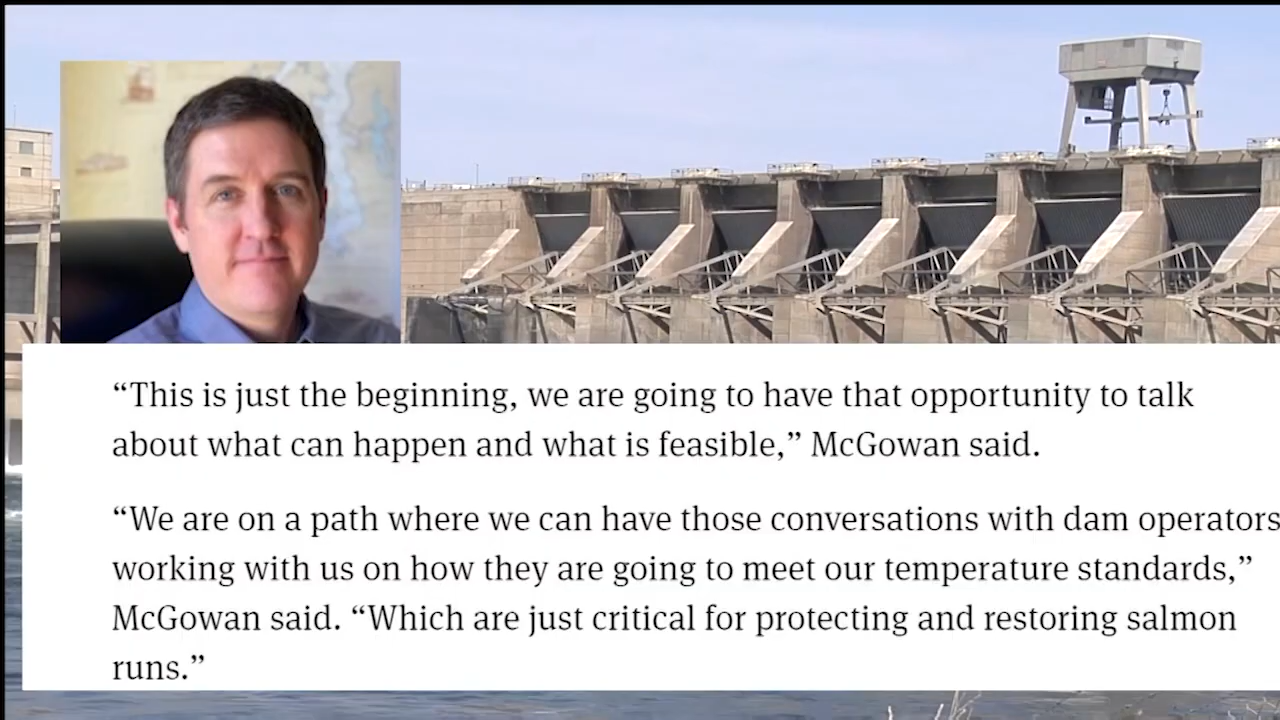 “This is just the beginning, we are going to have that opportunity to talk
about what can happen and what is feasible,” McGowan said.
“We are on a path where we can have those conversations with dam operators
working with us on how they are going to meet our temperature standards,”
McGowan said. “Which are just critical for protecting and restoring salmon
runs.”